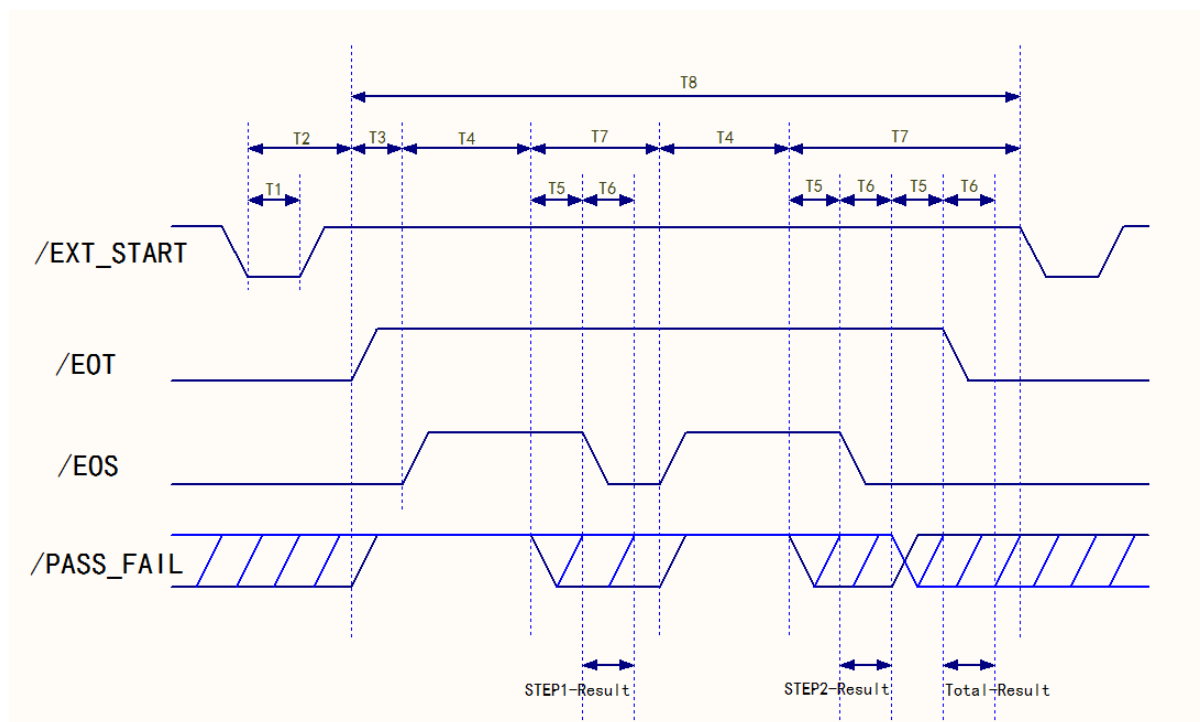 T8
T2 T3 T4 T7 T4 T7
T1 T5 T6 T5 T6 T5 T6
/EXT_START
/EOT
/EOS
/PASS_FAIL
STEP1-Result STEP2-Result Total-Result